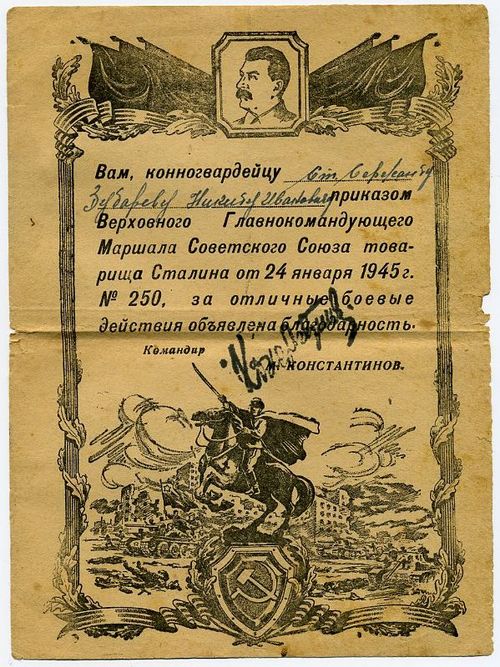 Вам, конногвардейцу Ст. Сержанту
Зубареву Никите Ивановичу приказом
Верховного Главнокомандующего
Маршала Советского Союза това-
рища Сталина от 24 января 1945 г.
№ 250, за отличные боевые
действия объявлена благодарность.
Командир
КОНСТАНТИНОВ.